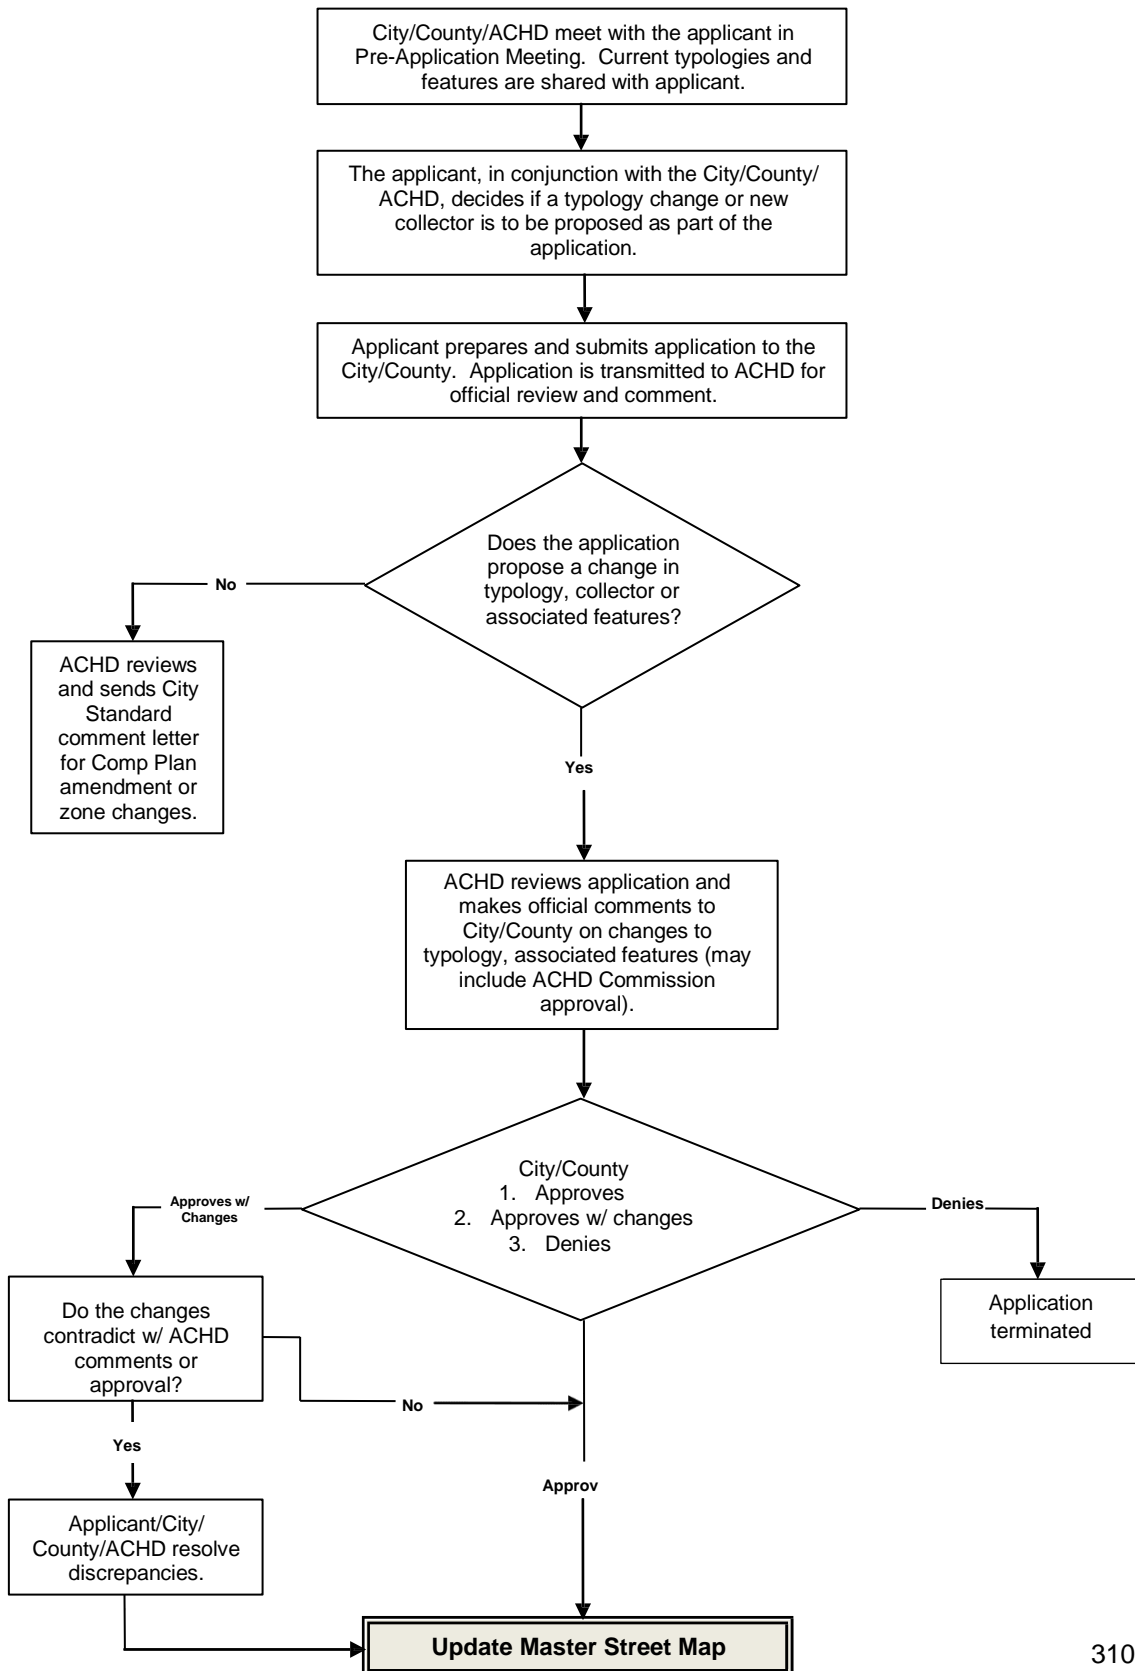 City/County/ACHD meet with the applicant in
Pre-Application Meeting.  Current typologies and
features are shared with applicant.
The applicant, in conjunction with the City/County/
ACHD, decides if a typology change or new
collector is to be proposed as part of the
application.
Applicant prepares and submits application to the
City/County.  Application is transmitted to ACHD for
official review and comment.
Does the application
propose a change in
typology, collector or
associated features?
No
ACHD reviews
and sends City
Standard
comment letter
for Comp Plan
amendment or
zone changes.
Yes
ACHD reviews application and
makes official comments to
City/County on changes to
typology, associated features (may
include ACHD Commission
approval).
City/County
1. Approves
2. Approves w/ changes
3. Denies
Approves w/
Changes
Denies
Do the changes
contradict w/ ACHD
comments or
approval?
Application
terminated
No
Yes
Approv
Applicant/City/
County/ACHD resolve
discrepancies.
Update Master Street Map
310